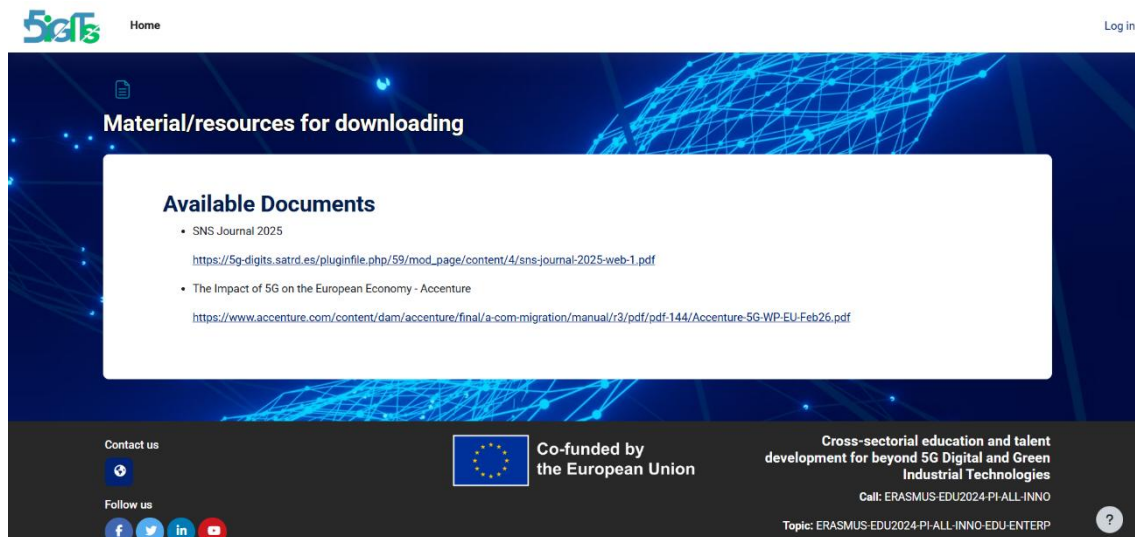 5igiTs
Home
Log in
Material/resources for downloading
Available Documents
• SNS Journal 2025
https://5g-digits.satrd.es/pluginfile.php/59/mod_page/content/4/sns-journal-2025-web-1.pdf
• The Impact of 5G on the European Economy - Accenture
https://www.accenture.com/content/dam/accenture/final/a-com-migration/manual/r3/pdf/pdf-144/Accenture-5G-WP-EU-Feb26.pdf
Contact us
Follow us
Co-funded by
the European Union
Cross-sectorial education and talent
development for beyond 5G Digital and Green
Industrial Technologies
Call: ERASMUS-EDU2024-PI-ALL-INNO
Topic: ERASMUS-EDU2024-PI-ALL-INNO-EDU-ENTERP
?